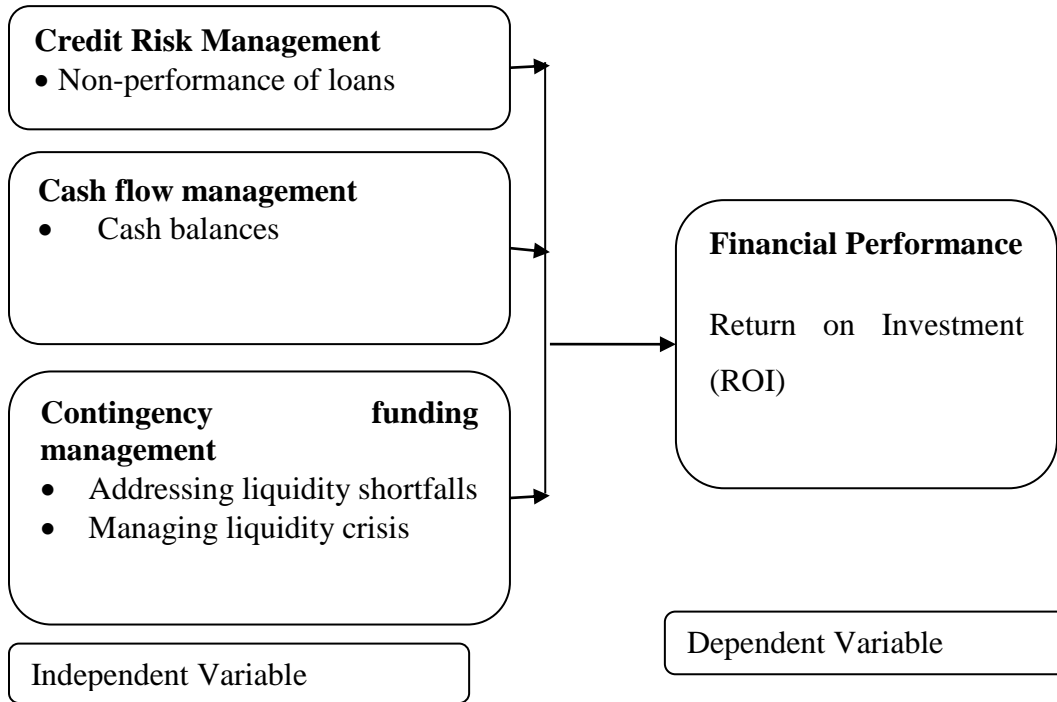 Credit Risk Management
• Non-performance of loans
Cash flow management
• Cash balances
Contingency funding
management
• Addressing liquidity shortfalls
• Managing liquidity crisis
Independent Variable
Financial Performance
Return on Investment
(ROI)
Dependent Variable